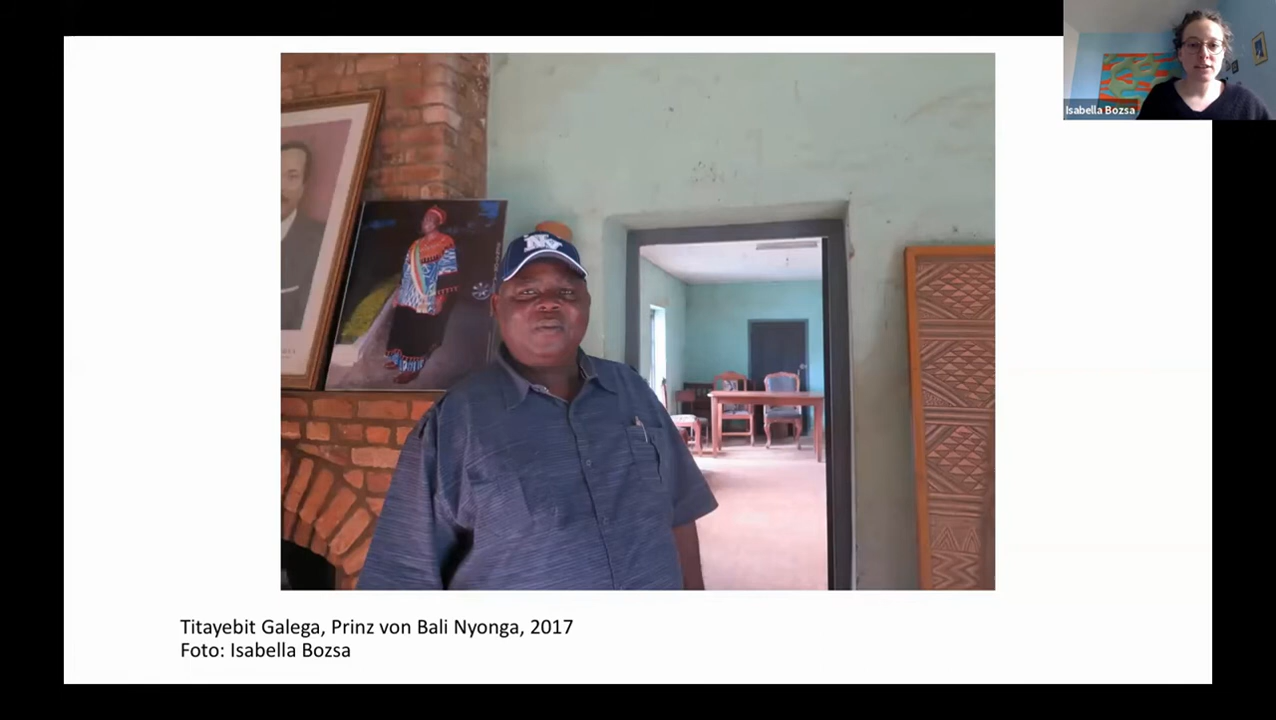 Isabella Bozsa
NY
Titayebit Galega, Prinz von Bali Nyonga, 2017
Foto: Isabella Bozsa